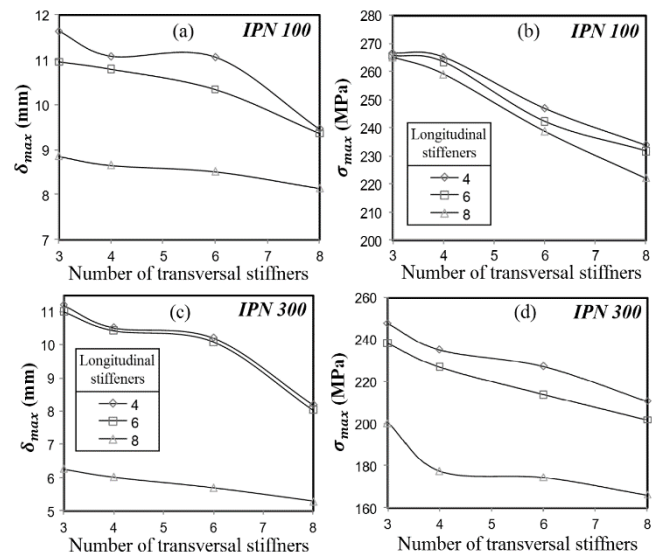 (a)
IPN 100
13
12
11
10
9
8
7
δmax (mm)
3
4
5
6
7
8
Number of transversal stiffners
(b)
IPN 100
280
270
260
250
240
230
220
210
200
σmax (MPa)
Longitudinal
stiffeners
4
6
8
3
4
5
6
7
8
Number of transversal stiffners
(c)
IPN 300
11
10
9
8
7
6
5
δmax (mm)
Longitudinal
stiffeners
4
6
8
3
4
5
6
7
8
Number of transversal stiffners
(d)
IPN 300
260
240
220
200
180
160
σmax (MPa)
3
4
5
6
7
8
Number of transversal stiffners